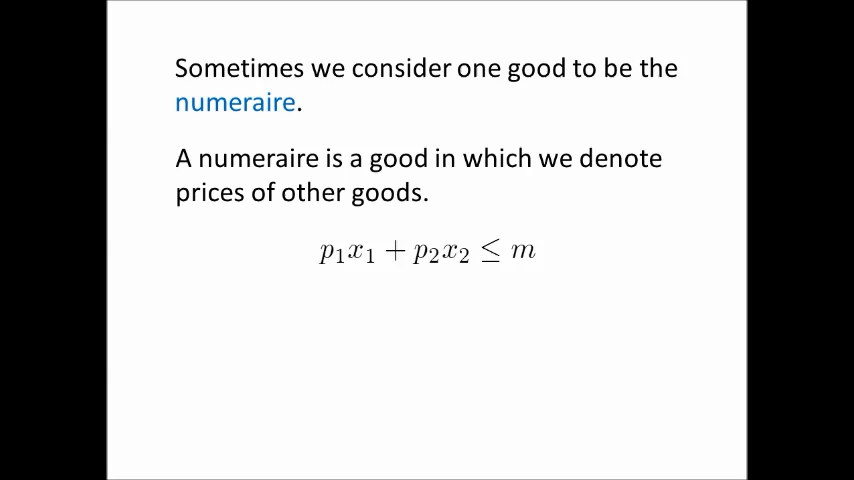 Sometimes we consider one good to be the
numeraire.
A numeraire is a good in which we denote
prices of other goods.
p₁x₁ + p₂x₂ ≤ m